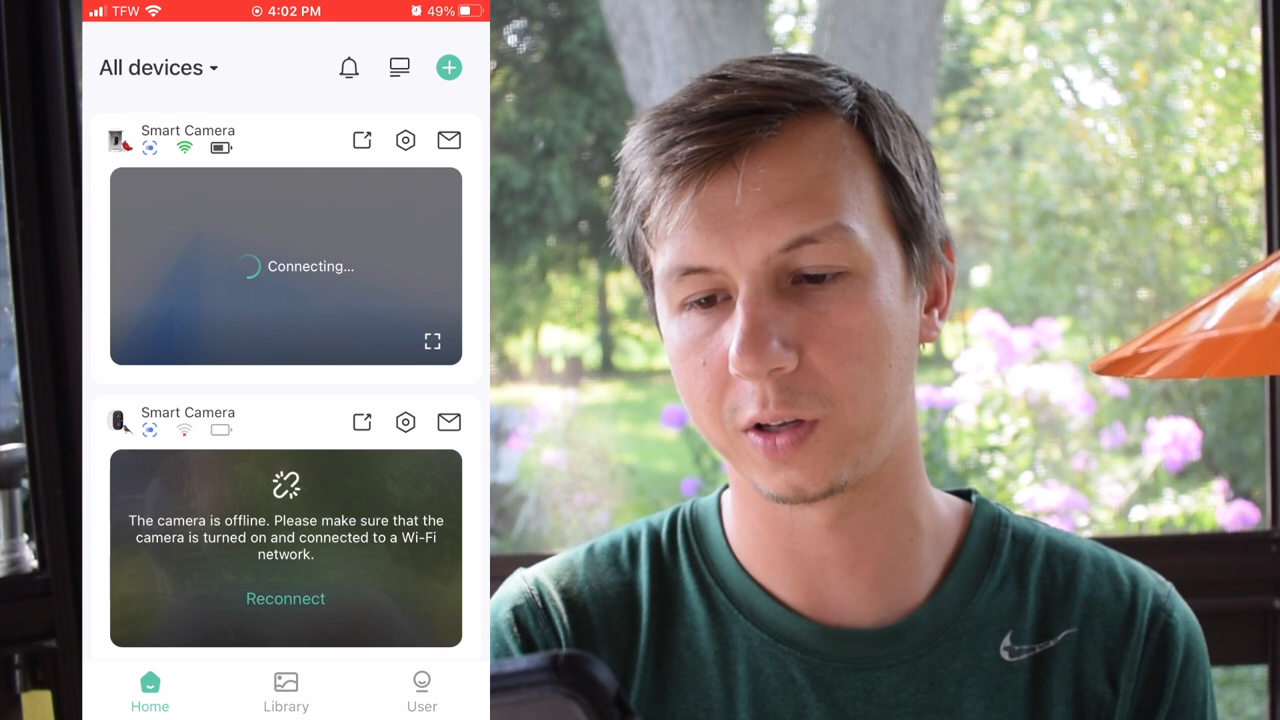 TFW
4:02 PM
49%
All devices
Smart Camera
Connecting...
Smart Camera
The camera is offline. Please make sure that the
camera is turned on and connected to a Wi-Fi
network.
Reconnect
Home
Library
User